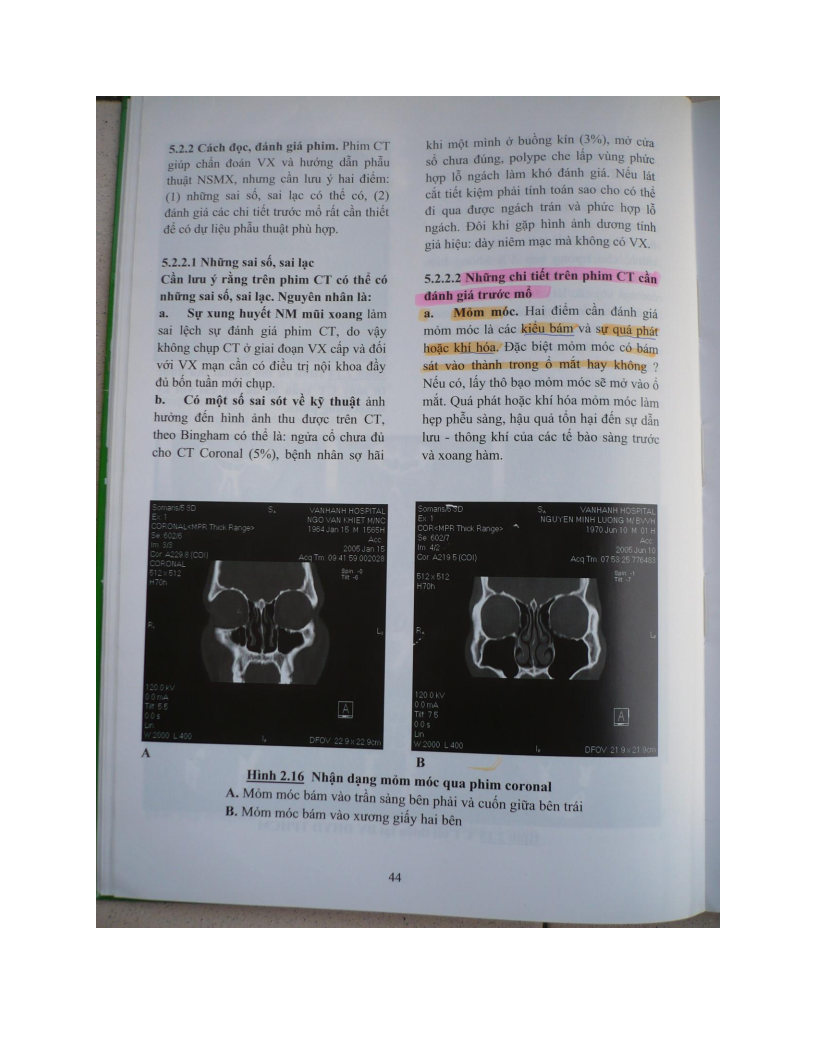 5.2.2 Cách đọc, đánh giá phim. Phim CT
giúp chẩn đoán VX và hướng dẫn phẫu
thuật NSMX, nhưng cần lưu ý hai điểm:
(1) những sai số, sai lạc có thể có, (2)
đánh giá các chi tiết trước mổ rất cần thiết
để có dự liệu phẫu thuật phù hợp.
5.2.2.1 Những sai số, sai lạc
Cần lưu ý rằng trên phim CT có thể có
những sai số, sai lạc. Nguyên nhân là:
a. Sự xung huyết NM mũi xoang làm
sai lệch sự đánh giá phim CT, do vậy
không chụp CT ở giai đoạn VX cấp và đối
với VX mạn cần có điều trị nội khoa đầy
đủ bốn tuần mới chụp.
b. Có một số sai sót về kỹ thuật ảnh
hưởng đến hình ảnh thu được trên CT,
theo Bingham có thể là: ngửa cổ chưa đủ
cho CT Coronal (5%), bệnh nhân sợ hãi
khi một mình ở buồng kín (3%), mở cửa
sổ chưa đúng, polype che lấp vùng phức
hợp lỗ ngách làm khó đánh giá. Nếu lát
cắt tiết kiệm phải tính toán sao cho có thể
đi qua được ngách trán và phức hợp lỗ
ngách. Đôi khi gặp hình ảnh dương tính
giả hiệu: dày niêm mạc mà không có VX.
5.2.2.2 Những chi tiết trên phim CT cần
đánh giá trước mổ
a. Mỏm móc. Hai điểm cần đánh giá
mỏm móc là các kiểu bám và sự quá phát
hoặc khí hóa. Đặc biệt mỏm móc có bám
sát vào thành trong ổ mắt hay không ?
Nếu có, lấy thô bạo mỏm móc sẽ mở vào ổ
mắt. Quá phát hoặc khí hóa mỏm móc làm
hẹp phễu sàng, hậu quả tổn hại đến sự dẫn
lưu - thông khí của các tế bào sàng trước
và xoang hàm.
Somaris/5 3D
Ex: 1
CORONAL<MPR Thick Range>
Se: 602/6
Im: 3/3
Cor: A229.8 (COI)
CORONAL
512 x 512
H70h
S
VANHANH HOSPITAL
NGO VAN KHIET M/NC
1964 Jan 15 M 1565H
Acc:
2005 Jan 15
Acq Tm: 09:41:59.002028
Spin: -0
Tilt: -6
R
L
120.0 kV
0.0 mA
Tilt: 5.5
0.0 s
Lin
W:2000 L:400
A
DFOV: 22.9 x 22.9cm
A
Somaris/5 3D
Ex: 1
COR<MPR Thick Range>
Se: 602/7
Im: 4/2
Cor: A219.5 (COI)
512 x 512
H70h
S
VANHANH HOSPITAL
NGUYEN MINH LUONG M/BVVH
1970 Jun 10 M 01 H
Acc:
2005 Jun 10
Acq Tm: 07:53:25.776483
Spin: -1
Tilt: -7
R
120.0 kV
0.0 mA
Tilt: 7.5
0.0 s
Lin
W:2000 L:400
A
DFOV: 21.9 x 21.9cm
B
Hình 2.16 Nhận dạng mỏm móc qua phim coronal
A. Mỏm móc bám vào trần sàng bên phải và cuốn giữa bên trái
B. Mỏm móc bám vào xương giấy hai bên
44